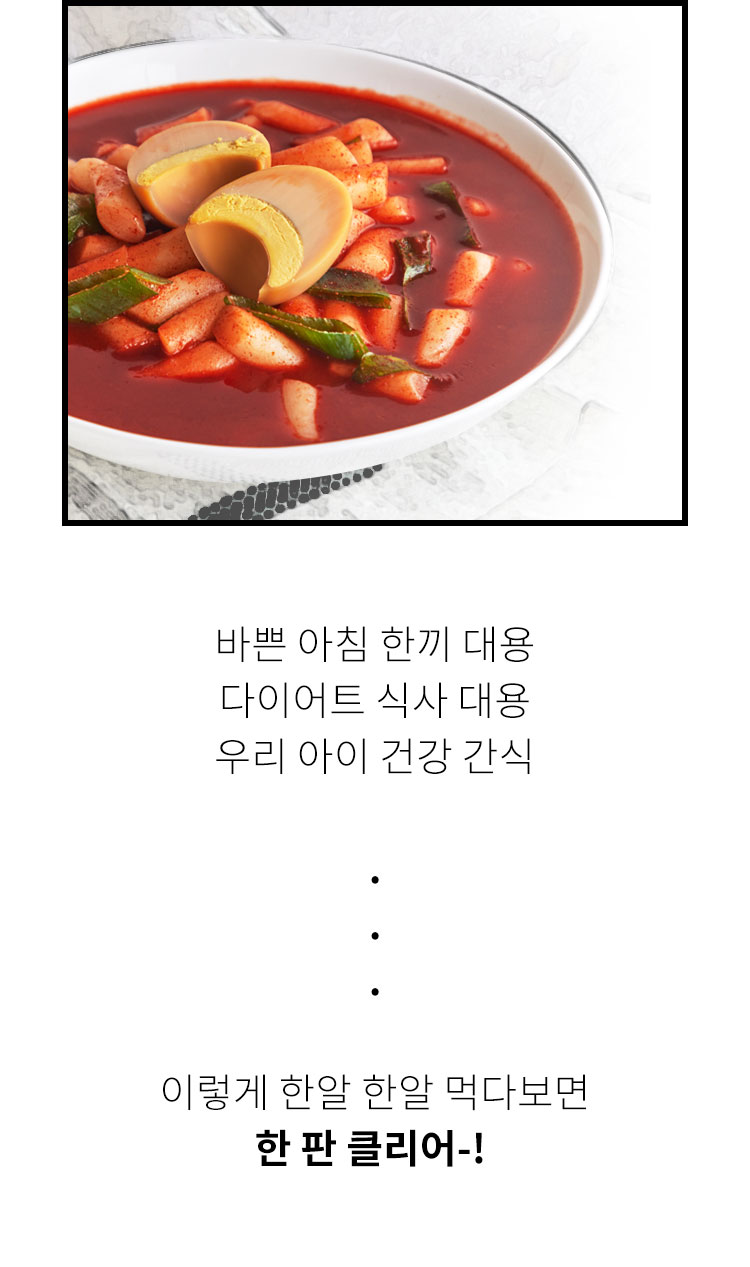 바쁜 아침 한끼 대용
다이어트 식사 대용
우리 아이 건강 간식
•
•
•
이렇게 한알 한알 먹다보면
한 판 클리어-!